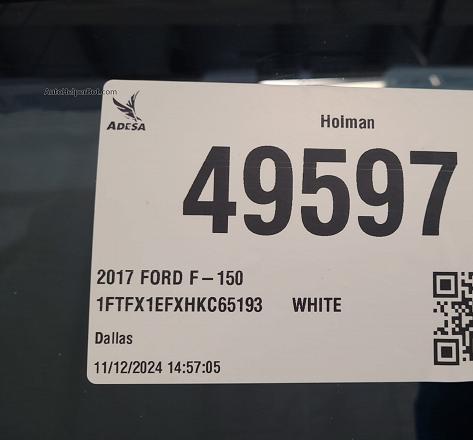 AutoHelperBot.com
ADESA
Holman
49597
2017 FORD F-150
1FTFX1EFXHKC65193 WHITE
Dallas
11/12/2024 14:57:05